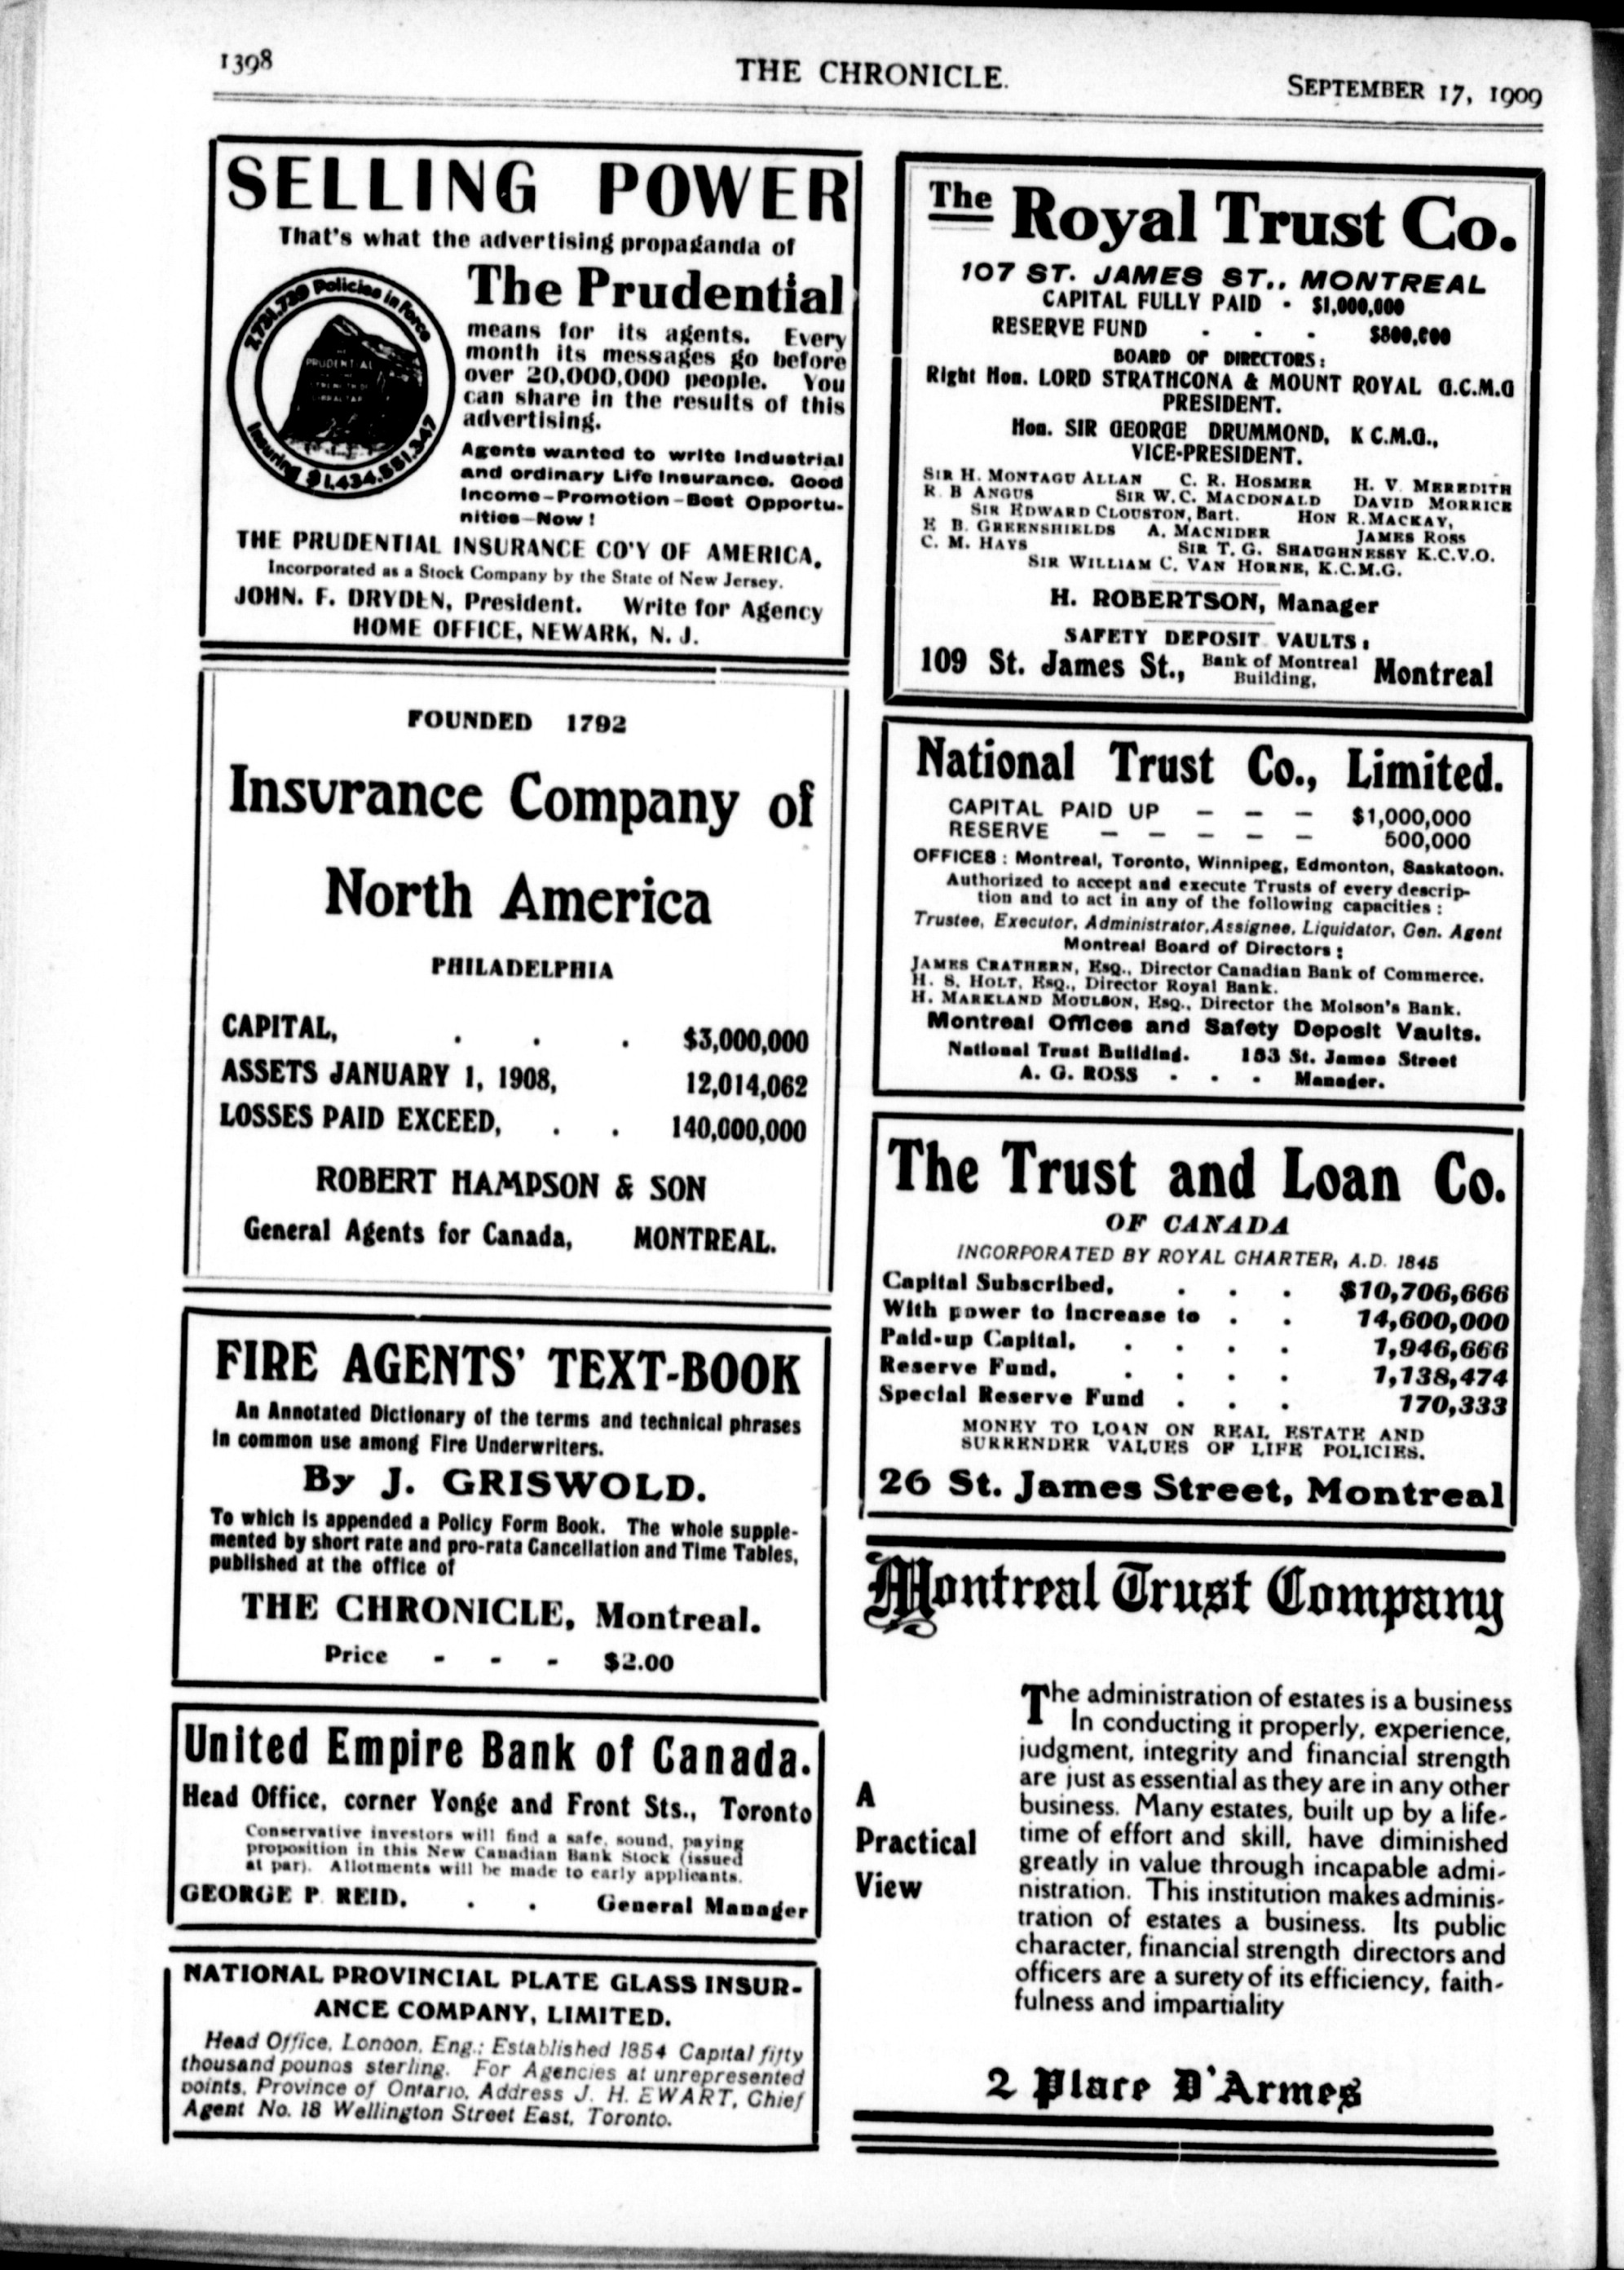 1398
THE CHRONICLE.
SEPTEMBER 17, 1909
SELLING POWER
That's what the advertising propaganda of
The Prudential
Policies in Force
PRUDENTIAL
Insuring $1,434,551,347
means for its agents. Every
month its messages go before
over 20,000,000 people. You
can share in the results of this
advertising.
Agents wanted to write Industrial
and ordinary Life Insurance. Good
Income-Promotion-Best Opportu-
nities-Now!
THE PRUDENTIAL INSURANCE CO'Y OF AMERICA.
Incorporated as a Stock Company by the State of New Jersey.
JOHN. F. DRYDEN, President. Write for Agency
HOME OFFICE, NEWARK, N. J.
FOUNDED 1792
Insurance Company of
North America
PHILADELPHIA
CAPITAL, . . . $3,000,000
ASSETS JANUARY 1, 1908, 12,014,062
LOSSES PAID EXCEED, . . 140,000,000
ROBERT HAMPSON & SON
General Agents for Canada, MONTREAL.
FIRE AGENTS' TEXT-BOOK
An Annotated Dictionary of the terms and technical phrases
in common use among Fire Underwriters.
By J. GRISWOLD.
To which is appended a Policy Form Book. The whole supple-
mented by short rate and pro-rata Cancellation and Time Tables,
published at the office of
THE CHRONICLE, Montreal.
Price - - - $2.00
United Empire Bank of Canada.
Head Office, corner Yonge and Front Sts., Toronto
Conservative investors will find a safe, sound, paying
proposition in this New Canadian Bank Stock (issued
at par). Allotments will be made to early applicants.
GEORGE P. REID. . . General Manager
NATIONAL PROVINCIAL PLATE GLASS INSUR-
ANCE COMPANY, LIMITED.
Head Office, London, Eng.; Established 1854 Capital fifty
thousand pounds sterling. For Agencies at unrepresented
points, Province of Ontario, Address J. H. EWART, Chief
Agent No. 18 Wellington Street East, Toronto.
The Royal Trust Co.
107 ST. JAMES ST., MONTREAL
CAPITAL FULLY PAID - $1,000,000
RESERVE FUND - - - $800,000
BOARD OF DIRECTORS:
Right Hon. LORD STRATHCONA & MOUNT ROYAL G.C.M.G
PRESIDENT.
Hon. SIR GEORGE DRUMMOND, K C.M.G.,
VICE-PRESIDENT.
SIR H. MONTAGU ALLAN C. R. HOSMER H. V. MEREDITH
R. B ANGUS SIR W. C. MACDONALD DAVID MORRICE
SIR EDWARD CLOUSTON, Bart. HON R. MACKAY,
E B. GREENSHIELDS A. MACNIDER JAMES ROSS
C. M. HAYS SIR T. G. SHAUGHNESSY K.C.V.O.
SIR WILLIAM C. VAN HORNE, K.C.M.G.
H. ROBERTSON, Manager
SAFETY DEPOSIT VAULTS:
109 St. James St., Bank of Montreal Building, Montreal
National Trust Co., Limited.
CAPITAL PAID UP - - - $1,000,000
RESERVE - - - - - 500,000
OFFICES: Montreal, Toronto, Winnipeg, Edmonton, Saskatoon.
Authorized to accept and execute Trusts of every descrip-
tion and to act in any of the following capacities:
Trustee, Executor, Administrator, Assignee, Liquidator, Gen. Agent
Montreal Board of Directors:
JAMES CRATHERN, ESQ., Director Canadian Bank of Commerce.
H. S. HOLT, ESQ., Director Royal Bank.
H. MARKLAND MOULSON, ESQ., Director the Molson's Bank.
Montreal Offices and Safety Deposit Vaults.
National Trust Building. 153 St. James Street
A. G. ROSS - - - Manager.
The Trust and Loan Co.
OF CANADA
INCORPORATED BY ROYAL CHARTER, A.D. 1845
Capital Subscribed, . . . $10,706,666
With power to increase to . . 14,600,000
Paid-up Capital, . . . . 1,946,666
Reserve Fund, . . . . 1,138,474
Special Reserve Fund . . . 170,333
MONEY TO LOAN ON REAL ESTATE AND
SURRENDER VALUES OF LIFE POLICIES.
26 St. James Street, Montreal
Montreal Trust Company
A
Practical
View
The administration of estates is a business
In conducting it properly, experience,
judgment, integrity and financial strength
are just as essential as they are in any other
business. Many estates, built up by a life-
time of effort and skill, have diminished
greatly in value through incapable admi-
nistration. This institution makes adminis-
tration of estates a business. Its public
character, financial strength directors and
officers are a surety of its efficiency, faith-
fulness and impartiality
2 Place D'Armes